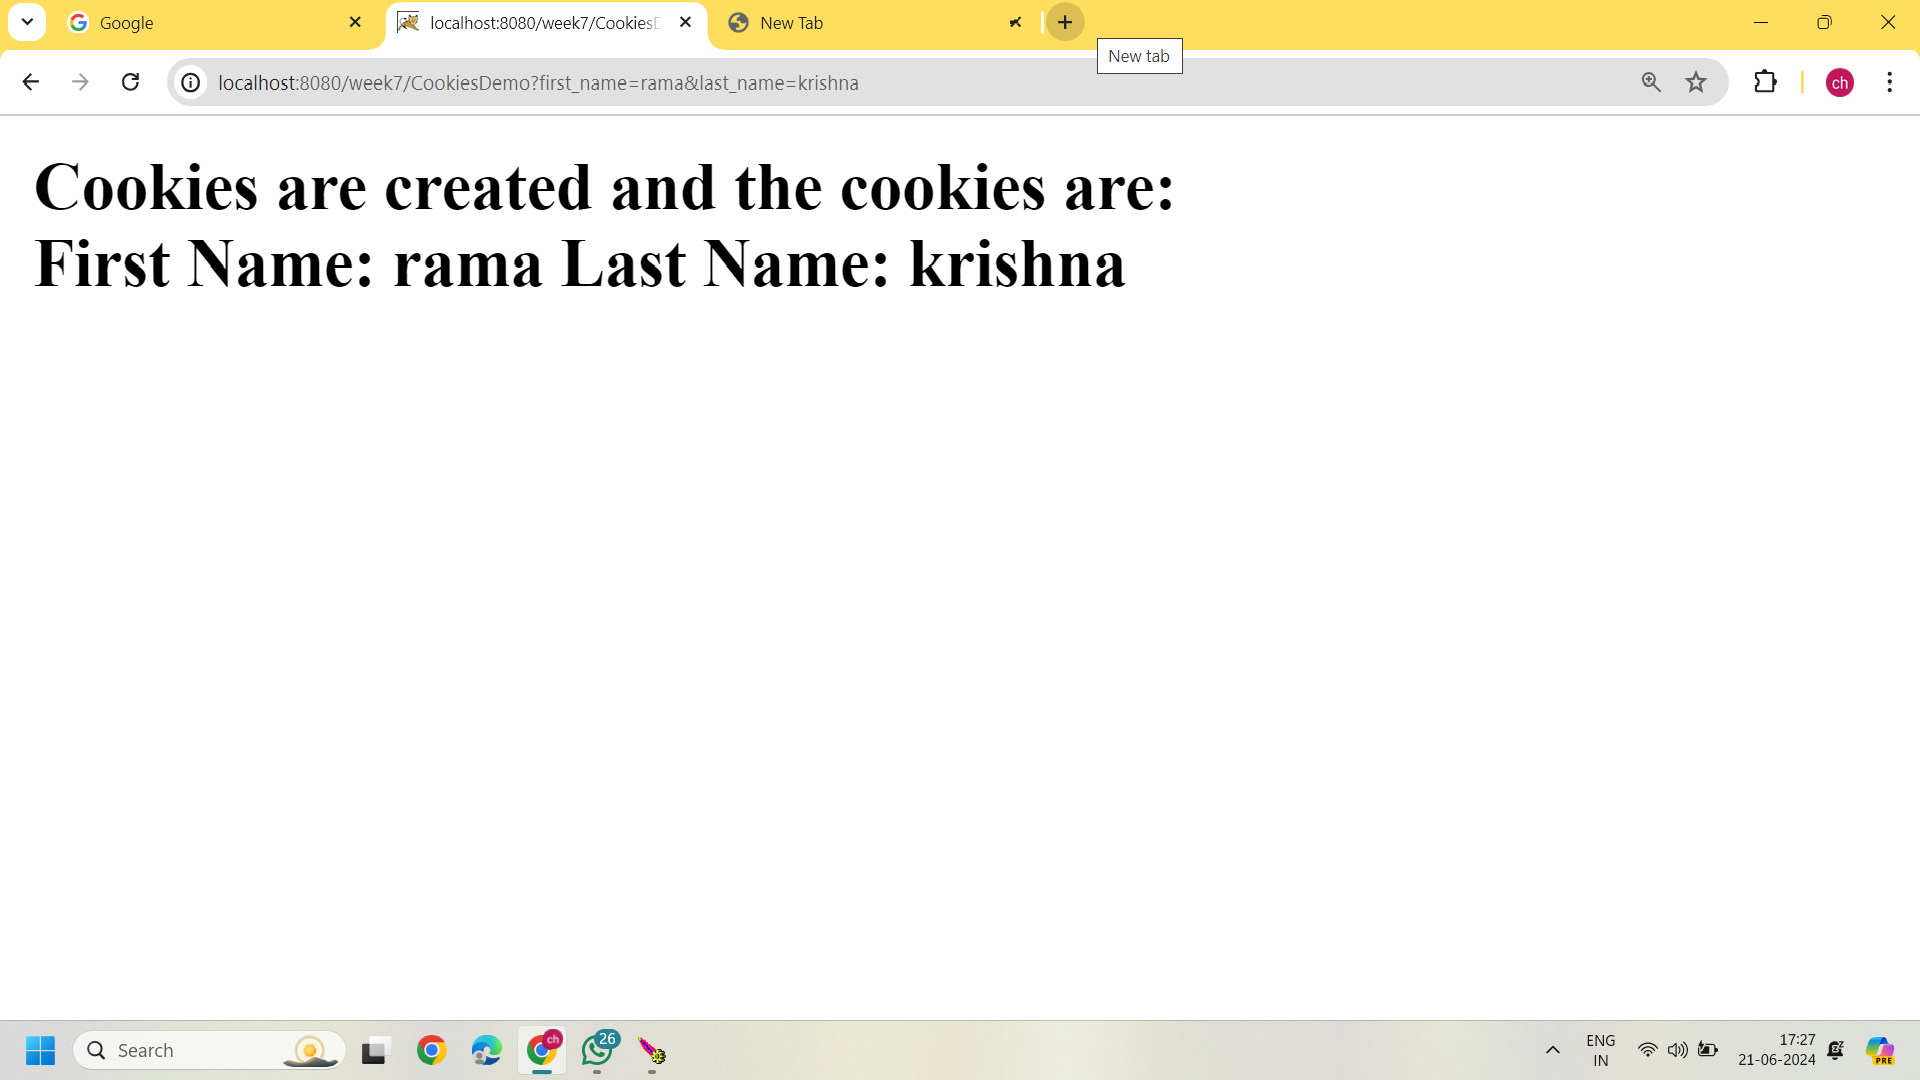 Google
localhost:8080/week7/CookiesD
New Tab
New tab
localhost:8080/week7/CookiesDemo?first_name=rama&last_name=krishna
ch
Cookies are created and the cookies are:
First Name: rama Last Name: krishna
Search
ch
26
ENG
IN
17:27
21-06-2024
PRE